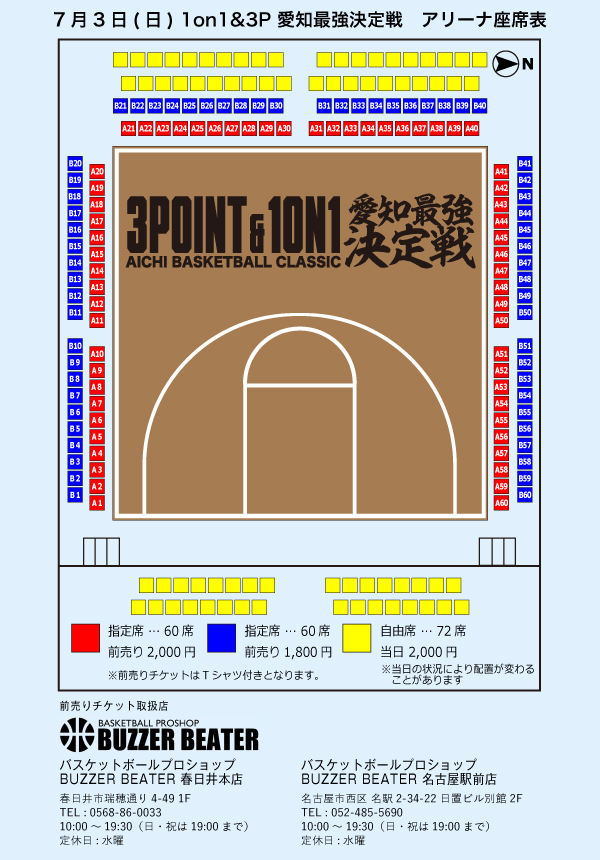 7月3日(日) 1on1&3P 愛知最強決定戦 アリーナ座席表
N
B21 B22 B23 B24 B25 B26 B27 B28 B29 B30 B31 B32 B33 B34 B35 B36 B37 B38 B39 B40
A21 A22 A23 A24 A25 A26 A27 A28 A29 A30 A31 A32 A33 A34 A35 A36 A37 A38 A39 A40
B20 A20 A41 B41
B19 A19 A42 B42
B18 A18 A43 B43
B17 A17 A44 B44
B16 A16 A45 B45
B15 A15 A46 B46
B14 A14 A47 B47
B13 A13 A48 B48
B12 A12 A49 B49
B11 A11 A50 B50
3POINT&1ON1 愛知最強
決定戦
AICHI BASKETBALL CLASSIC
B10 A10 A51 B51
B 9 A 9 A52 B52
B 8 A 8 A53 B53
B 7 A 7 A54 B54
B 6 A 6 A55 B55
B 5 A 5 A56 B56
B 4 A 4 A57 B57
B 3 A 3 A58 B58
B 2 A 2 A59 B59
B 1 A 1 A60 B60
指定席 … 60席 指定席 … 60席 自由席 … 72席
前売り 2,000円 前売り 1,800円 当日 2,000円
※前売りチケットはTシャツ付きとなります。
※当日の状況により配置が変わる
ことがあります
前売りチケット取扱店
BASKETBALL PROSHOP
BUZZER BEATER
バスケットボールプロショップ
BUZZER BEATER 春日井本店
春日井市瑞穂通り 4-49 1F
TEL : 0568-86-0033
10:00 〜 19:30(日・祝は 19:00 まで)
定休日 : 水曜
バスケットボールプロショップ
BUZZER BEATER 名古屋駅前店
名古屋市西区 名駅 2-34-22 日置ビル別館 2F
TEL : 052-485-5690
10:00 〜 19:30(日・祝は 19:00 まで)
定休日 : 水曜